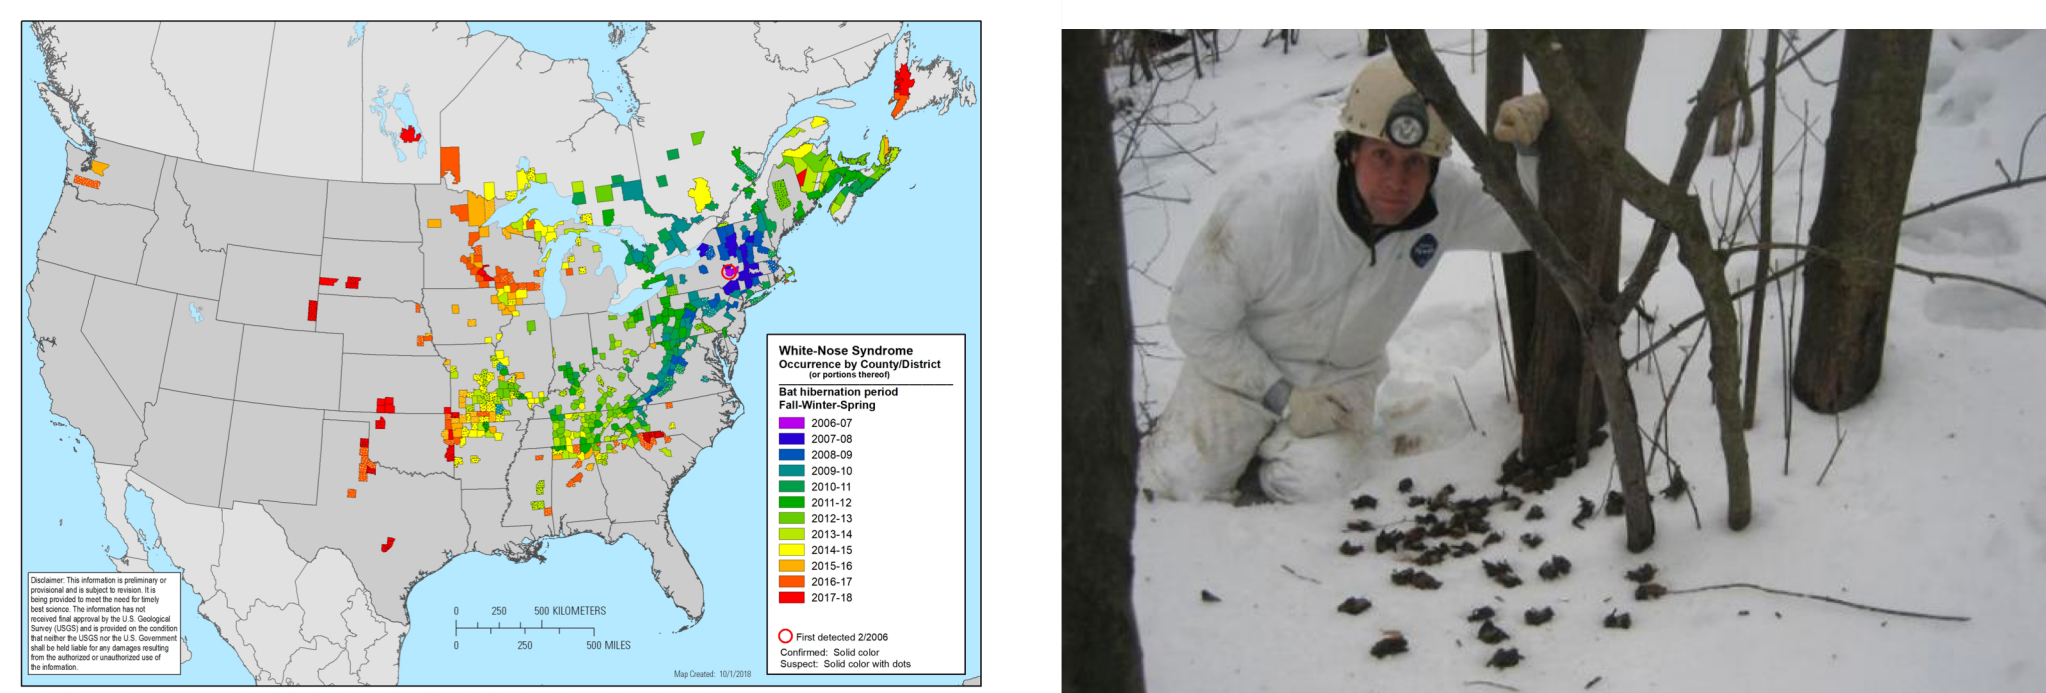 White-Nose Syndrome
Occurrence by County/District
(or portions thereof)
Bat hibernation period
Fall-Winter-Spring
2006-07
2007-08
2008-09
2009-10
2010-11
2011-12
2012-13
2013-14
2014-15
2015-16
2016-17
2017-18
First detected 2/2006
Confirmed: Solid color
Suspect: Solid color with dots
Disclaimer: This information is preliminary or
provisional and is subject to revision. It is
being provided to meet the need for timely
best science. The information has not
received final approval by the U.S. Geological
Survey (USGS) and is provided on the condition
that neither the USGS nor the U.S. Government
shall be held liable for any damages resulting
from the authorized or unauthorized use of
the information.
0 250 500 KILOMETERS
0 250 500 MILES
Map Created: 10/1/2018